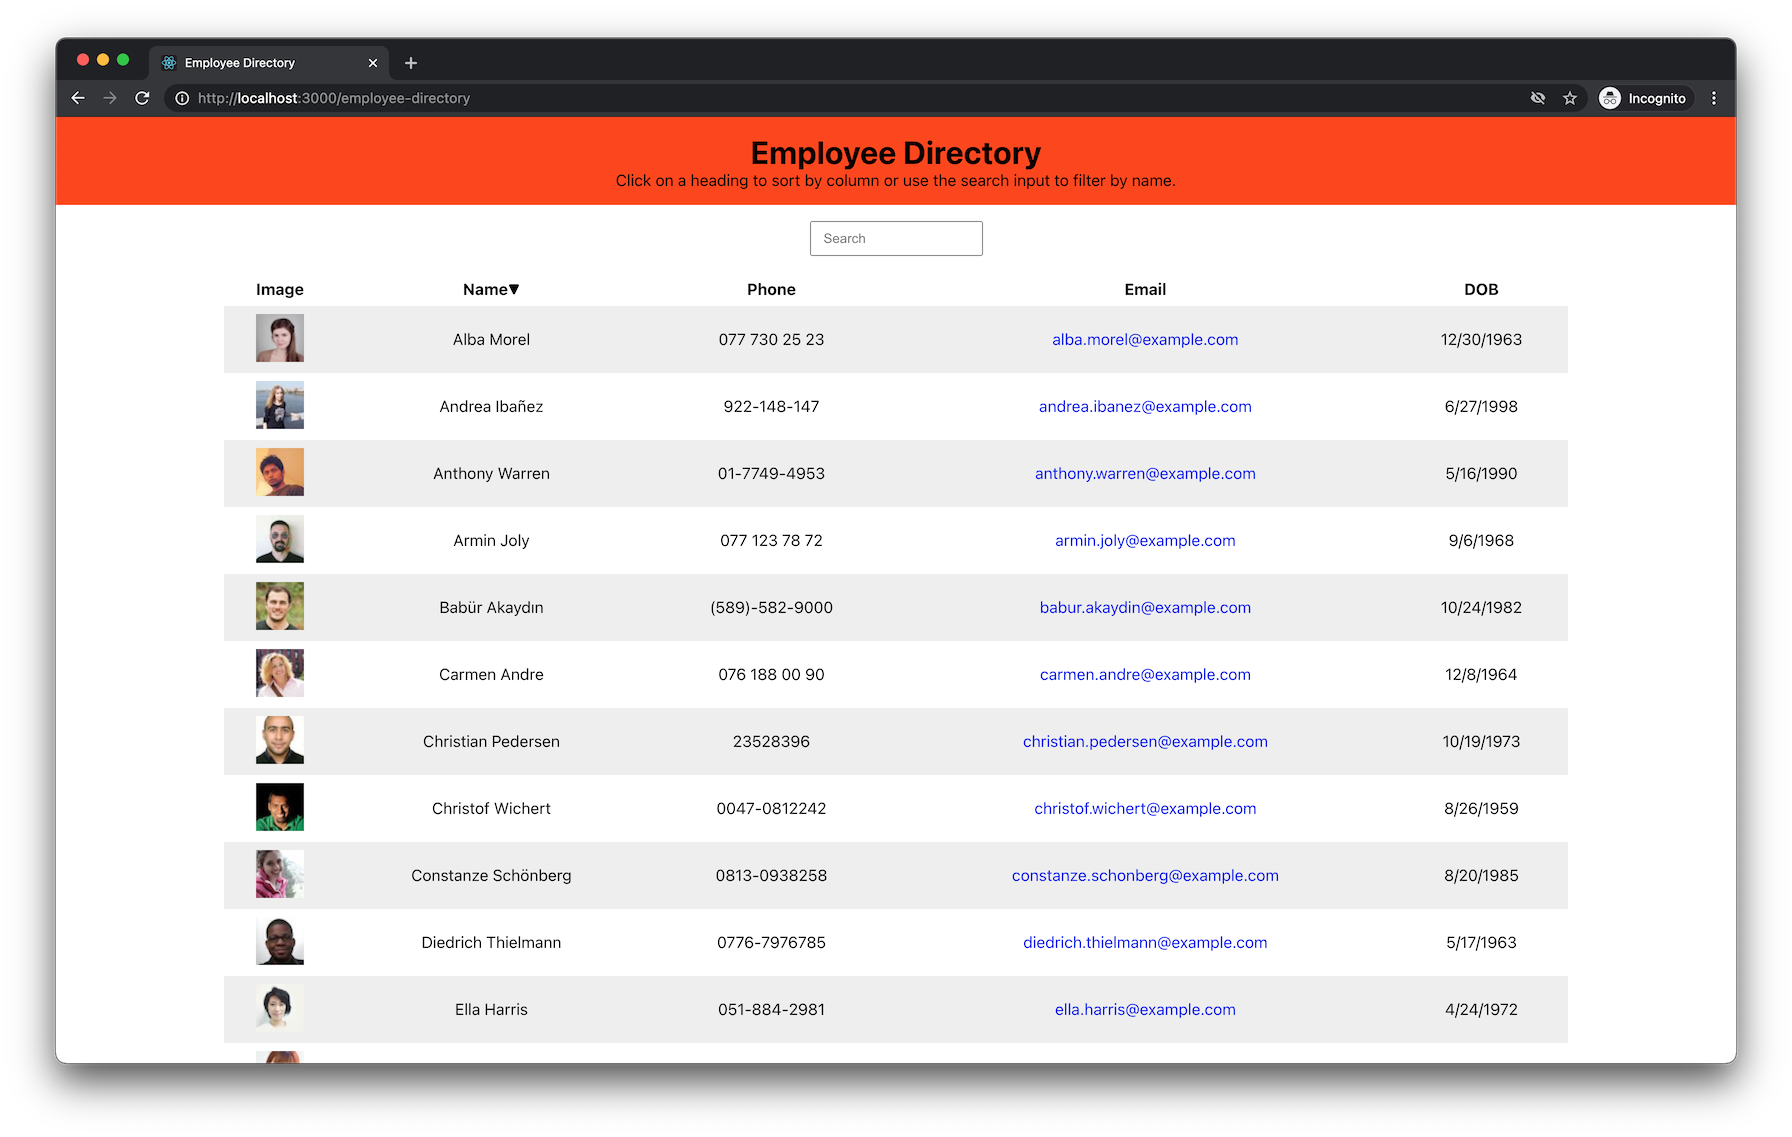 Employee Directory
http://localhost:3000/employee-directory
Incognito
Employee Directory
Click on a heading to sort by column or use the search input to filter by name.
Search
Image Name▼ Phone Email DOB
Alba Morel 077 730 25 23 alba.morel@example.com 12/30/1963
Andrea Ibañez 922-148-147 andrea.ibanez@example.com 6/27/1998
Anthony Warren 01-7749-4953 anthony.warren@example.com 5/16/1990
Armin Joly 077 123 78 72 armin.joly@example.com 9/6/1968
Babür Akaydın (589)-582-9000 babur.akaydin@example.com 10/24/1982
Carmen Andre 076 188 00 90 carmen.andre@example.com 12/8/1964
Christian Pedersen 23528396 christian.pedersen@example.com 10/19/1973
Christof Wichert 0047-0812242 christof.wichert@example.com 8/26/1959
Constanze Schönberg 0813-0938258 constanze.schonberg@example.com 8/20/1985
Diedrich Thielmann 0776-7976785 diedrich.thielmann@example.com 5/17/1963
Ella Harris 051-884-2981 ella.harris@example.com 4/24/1972